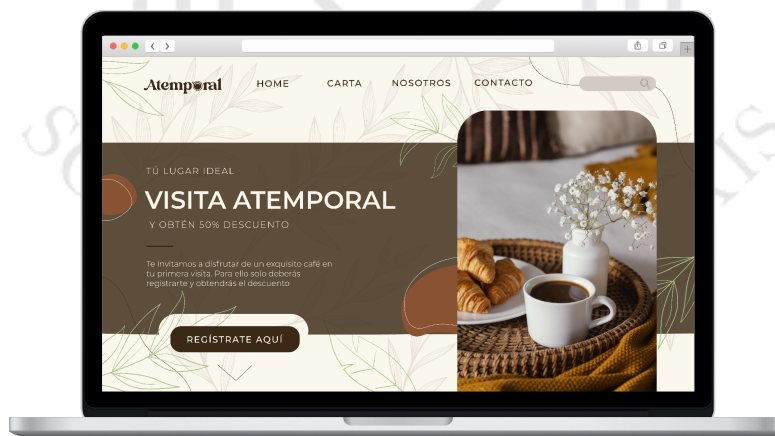 Atemporal
HOME CARTA NOSOTROS CONTACTO
TÚ LUGAR IDEAL
VISITA ATEMPORAL
Y OBTÉN 50% DESCUENTO
Te invitamos a disfrutar de un exquisito café en
tu primera visita. Para ello solo deberás
registrarte y obtendrás el descuento
REGÍSTRATE AQUÍ